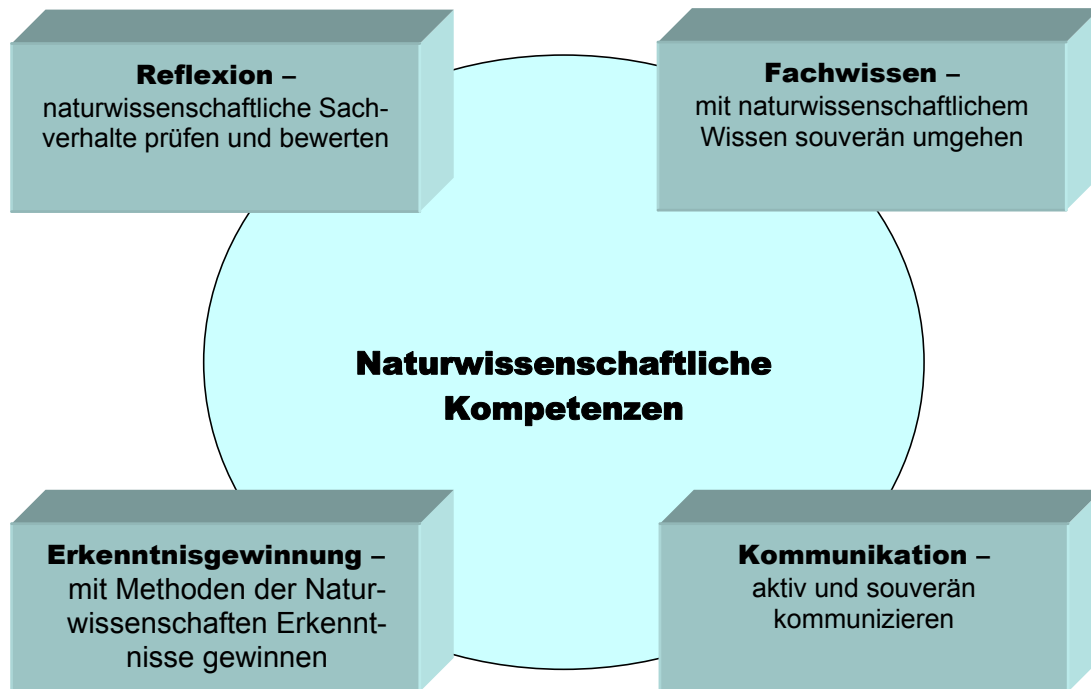 Reflexion –
naturwissenschaftliche Sach-
verhalte prüfen und bewerten
Fachwissen –
mit naturwissenschaftlichem
Wissen souverän umgehen
Naturwissenschaftliche
Kompetenzen
Erkenntnisgewinnung –
mit Methoden der Natur-
wissenschaften Erkennt-
nisse gewinnen
Kommunikation –
aktiv und souverän
kommunizieren